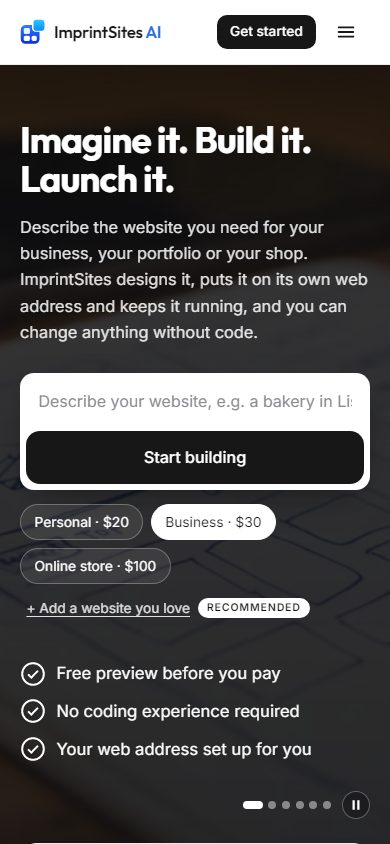 ImprintSites AI
Get started
Imagine it. Build it.
Launch it.
Describe the website you need for your
business, your portfolio or your shop.
ImprintSites designs it, puts it on its own web
address and keeps it running, and you can
change anything without code.
Describe your website, e.g. a bakery in Lis
Start building
Personal · $20
Business · $30
Online store · $100
+ Add a website you love
RECOMMENDED
Free preview before you pay
No coding experience required
Your web address set up for you